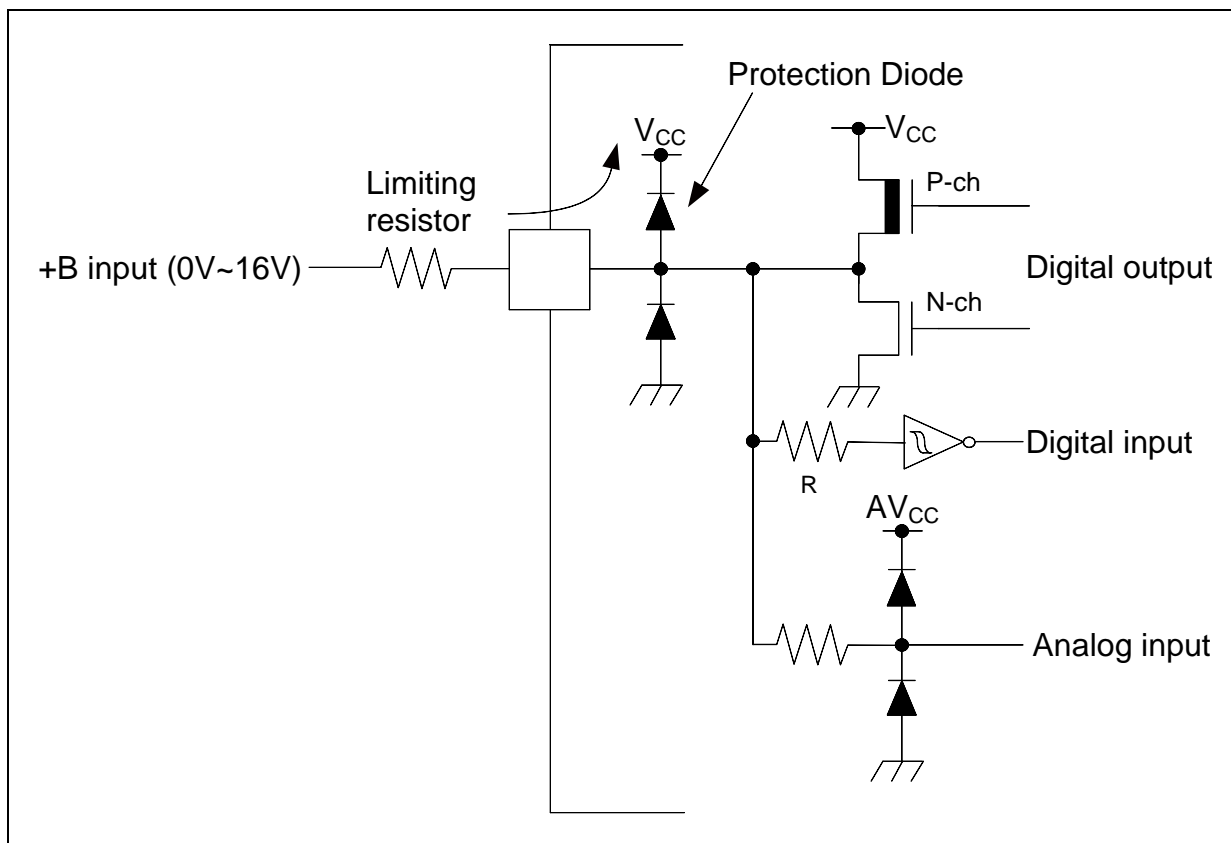 Protection Diode
VCC
VCC
Limiting
resistor
P-ch
+B input (0V~16V)
Digital output
N-ch
Digital input
R
AVCC
Analog input